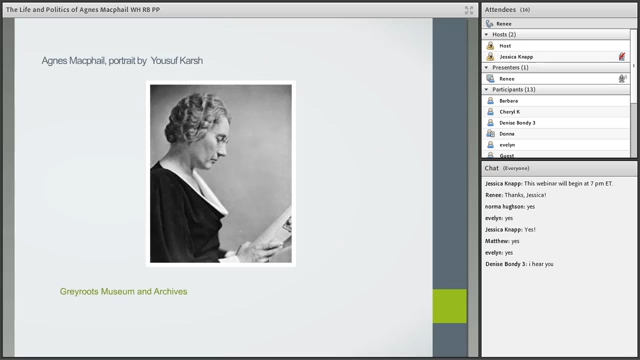 The Life and Politics of Agnes Macphail WH RB PP
Agnes Macphail, portrait by Yousuf Karsh
Greyroots Museum and Archives
Attendees (16)
Renee
Hosts (2)
Host
Jessica Knapp
Presenters (1)
Renee
Participants (13)
Barbara
Cheryl K
Denise Bondy 3
Donna
evelyn
Guest
Chat (Everyone)
Jessica Knapp: This webinar will begin at 7 pm ET.
Renee: Thanks, Jessica!
norma hughson: yes
evelyn: yes
Jessica Knapp: Yes!
Matthew: yes
evelyn: yes
Denise Bondy 3: i hear you